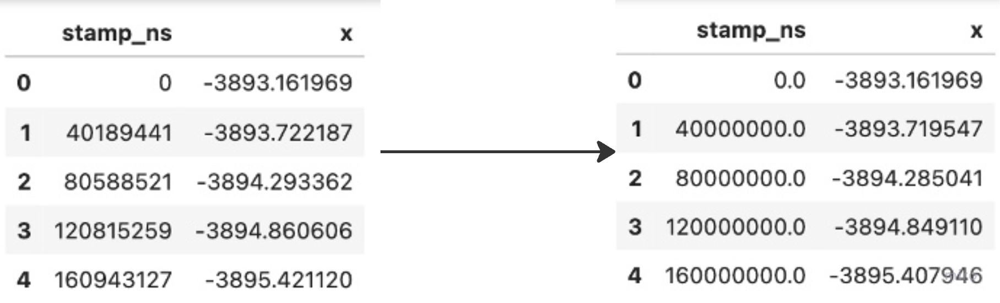 stamp_ns x
0 0 -3893.161969
1 40189441 -3893.722187
2 80588521 -3894.293362
3 120815259 -3894.860606
4 160943127 -3895.421120
stamp_ns x
0 0.0 -3893.161969
1 40000000.0 -3893.719547
2 80000000.0 -3894.285041
3 120000000.0 -3894.849110
4 160000000.0 -3895.407946